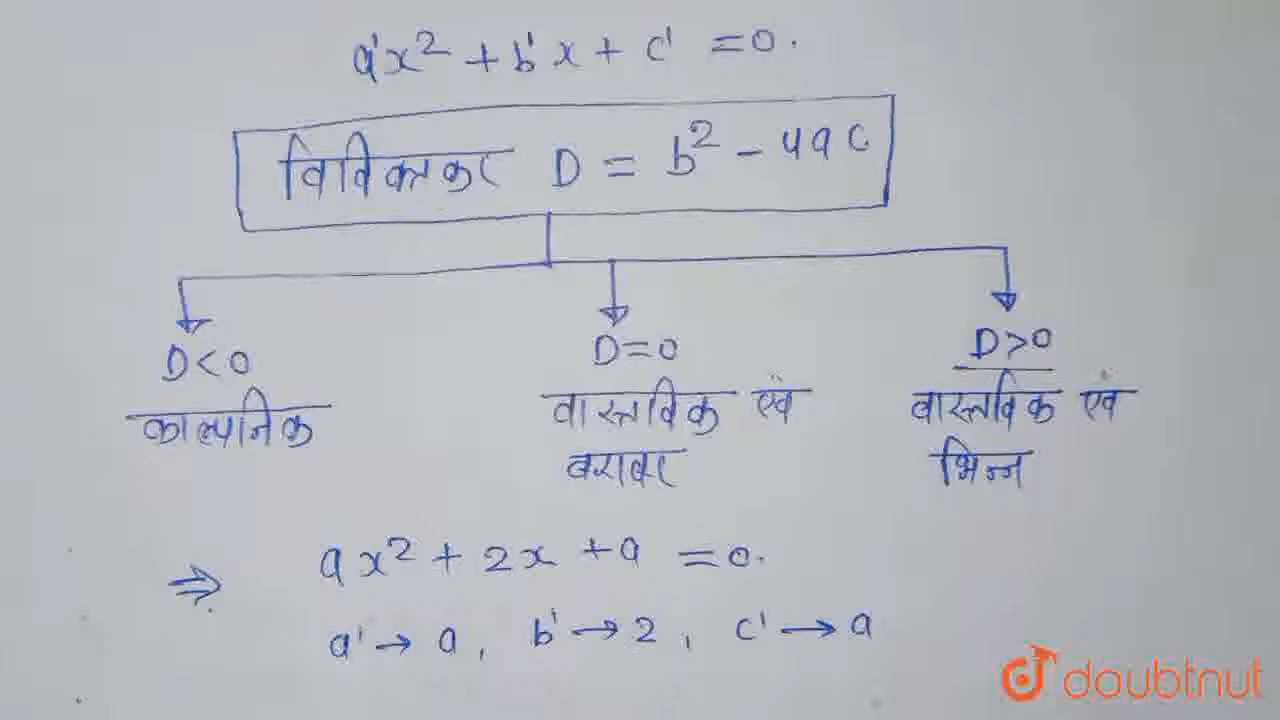 a'x² + b'x + c' = 0.
विविक्तकर D = b² - 4ac
D<0 D=0 D>0
काल्पनिक वास्तविक एवं वास्तविक एवं
बराबर भिन्न
⇒ ax² + 2x + a = 0.
a' → a, b' → 2, c' → a
doubtnut